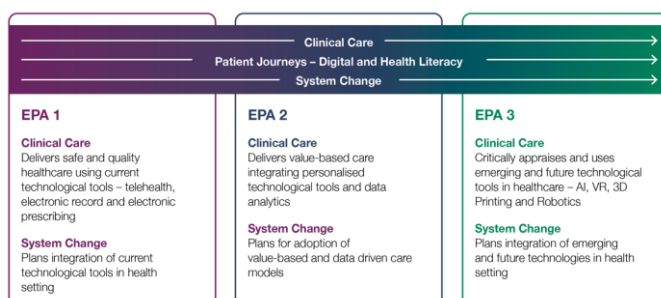 Clinical Care
Patient Journeys – Digital and Health Literacy
System Change
EPA 1
Clinical Care
Delivers safe and quality
healthcare using current
technological tools – telehealth,
electronic record and electronic
prescribing
System Change
Plans integration of current
technological tools in health
setting
EPA 2
Clinical Care
Delivers value-based care
integrating personalised
technological tools and data
analytics
System Change
Plans for adoption of
value-based and data driven care
models
EPA 3
Clinical Care
Critically appraises and uses
emerging and future technological
tools in healthcare – AI, VR, 3D
Printing and Robotics
System Change
Plans integration of emerging
and future technologies in health
setting